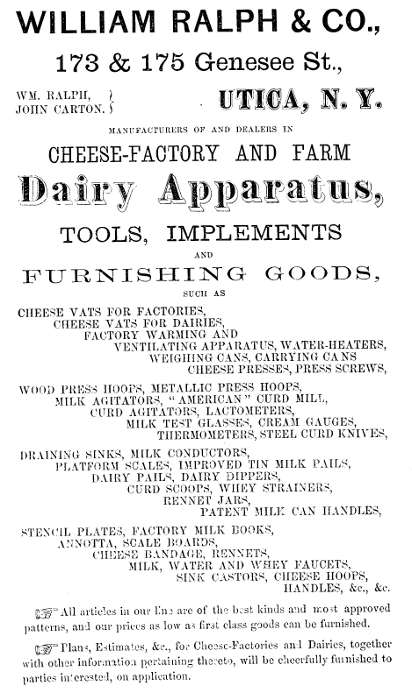 WILLIAM RALPH & CO.,
173 & 175 Genesee St.,
WM. RALPH, }
JOHN CARTON. }
UTICA, N. Y.
MANUFACTURERS OF AND DEALERS IN
CHEESE-FACTORY AND FARM
Dairy Apparatus,
TOOLS, IMPLEMENTS
AND
FURNISHING GOODS,
SUCH AS
CHEESE VATS FOR FACTORIES,
CHEESE VATS FOR DAIRIES,
FACTORY WARMING AND
VENTILATING APPARATUS, WATER-HEATERS,
WEIGHING CANS, CARRYING CANS
CHEESE PRESSES, PRESS SCREWS,
WOOD PRESS HOOPS, METALLIC PRESS HOOPS,
MILK AGITATORS, "AMERICAN" CURD MILL,
CURD AGITATORS, LACTOMETERS,
MILK TEST GLASSES, CREAM GAUGES,
THERMOMETERS, STEEL CURD KNIVES,
DRAINING SINKS, MILK CONDUCTORS,
PLATFORM SCALES, IMPROVED TIN MILK PAILS,
DAIRY PAILS, DAIRY DIPPERS,
CURD SCOOPS, WHEY STRAINERS,
RENNET JARS,
PATENT MILK CAN HANDLES,
STENCIL PLATES, FACTORY MILK BOOKS,
ANNOTTA, SCALE BOARDS,
CHEESE BANDAGE, RENNETS,
MILK, WATER AND WHEY FAUCETS,
SINK CASTORS, CHEESE HOOPS,
HANDLES, &c., &c.
☞ All articles in our line are of the best kinds and most approved
patterns, and our prices as low as first class goods can be furnished.
☞ Plans, Estimates, &c., for Cheese-Factories and Dairies, together
with other information pertaining thereto, will be cheerfully furnished to
parties interested, on application.